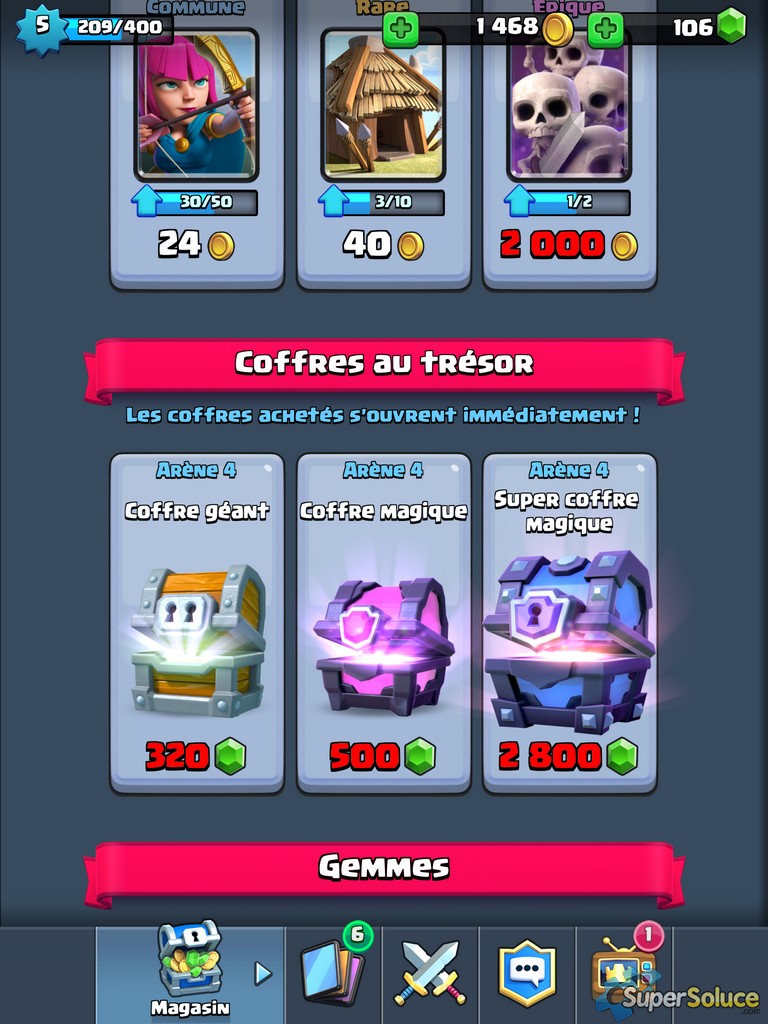 5
209/400
Commune
Rare
Épique
1 468
106
30/50
3/10
1/2
24
40
2 000
Coffres au trésor
Les coffres achetés s'ouvrent immédiatement !
Arène 4
Arène 4
Arène 4
Coffre géant
Coffre magique
Super coffre
magique
320
500
2 800
Gemmes
6
1
Magasin
SuperSoluce
.com